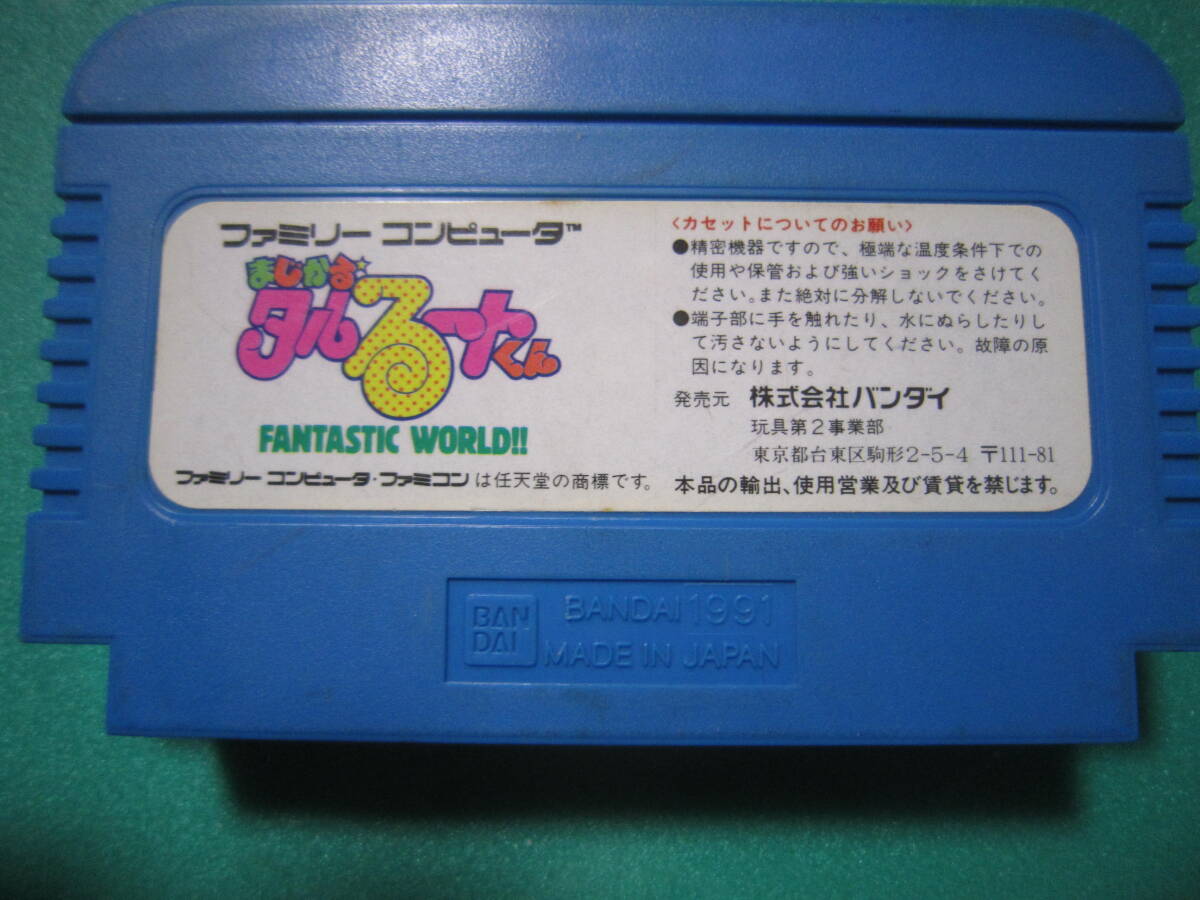 ファミリー コンピュータ™
まじかる☆
タルるートくん
FANTASTIC WORLD!!
ファミリー コンピュータ・ファミコン は任天堂の商標です。
〈カセットについてのお願い〉
●精密機器ですので、極端な温度条件下での
使用や保管および強いショックをさけてく
ださい。また絶対に分解しないでください。
●端子部に手を触れたり、水にぬらしたりし
て汚さないようにしてください。故障の原
因になります。
発売元 株式会社バンダイ
玩具第2事業部
東京都台東区駒形2-5-4 〒111-81
本品の輸出、使用営業及び賃貸を禁じます。
BAN
DAI
BANDAI 1991
MADE IN JAPAN